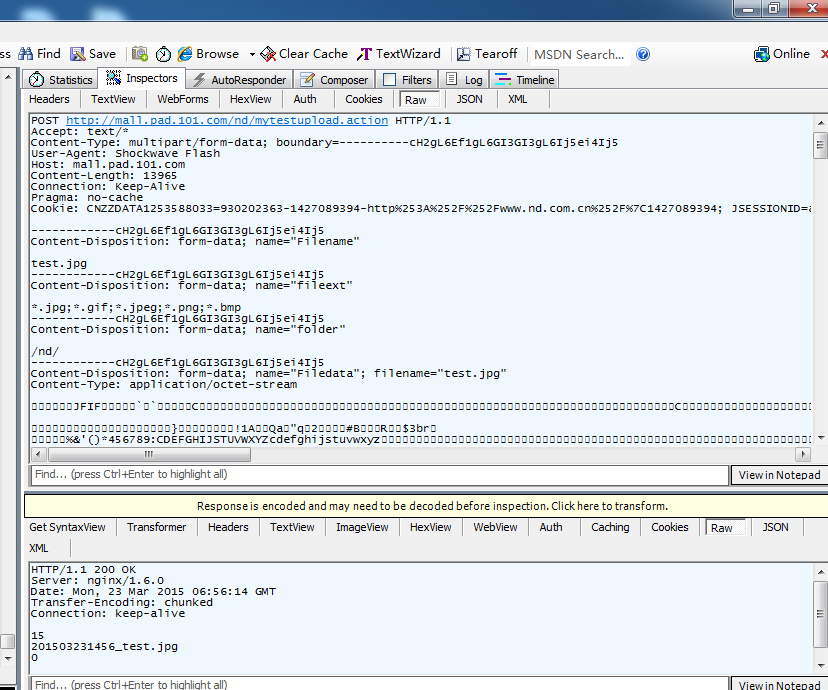 ss Find Save Browse Clear Cache TextWizard Tearoff MSDN Search... Online
Statistics Inspectors AutoResponder Composer Filters Log Timeline
Headers TextView WebForms HexView Auth Cookies Raw JSON XML
POST http://mall.pad.101.com/nd/mytestupload.action HTTP/1.1
Accept: text/*
Content-Type: multipart/form-data; boundary=----------cH2gL6Ef1gL6GI3GI3gL6Ij5ei4Ij5
User-Agent: Shockwave Flash
Host: mall.pad.101.com
Content-Length: 13965
Connection: Keep-Alive
Pragma: no-cache
Cookie: CNZZDATA1253588033=930202363-1427089394-http%253A%252F%252Fwww.nd.com.cn%252F%7C1427089394; JSESSIONID=a
------------cH2gL6Ef1gL6GI3GI3gL6Ij5ei4Ij5
Content-Disposition: form-data; name="Filename"
test.jpg
------------cH2gL6Ef1gL6GI3GI3gL6Ij5ei4Ij5
Content-Disposition: form-data; name="fileext"
*.jpg;*.gif;*.jpeg;*.png;*.bmp
------------cH2gL6Ef1gL6GI3GI3gL6Ij5ei4Ij5
Content-Disposition: form-data; name="folder"
/nd/
------------cH2gL6Ef1gL6GI3GI3gL6Ij5ei4Ij5
Content-Disposition: form-data; name="Filedata"; filename="test.jpg"
Content-Type: application/octet-stream
JFIF ` ` C C
} !1A Qa "q 2 #B R $3br
%&'()*456789:CDEFGHIJSTUVWXYZcdefghijstuvwxyz
Find... (press Ctrl+Enter to highlight all) View in Notepad
Response is encoded and may need to be decoded before inspection. Click here to transform.
Get SyntaxView Transformer Headers TextView ImageView HexView WebView Auth Caching Cookies Raw JSON
XML
HTTP/1.1 200 OK
Server: nginx/1.6.0
Date: Mon, 23 Mar 2015 06:56:14 GMT
Transfer-Encoding: chunked
Connection: keep-alive
15
201503231456_test.jpg
0
Find... (press Ctrl+Enter to highlight all) View in Notepad